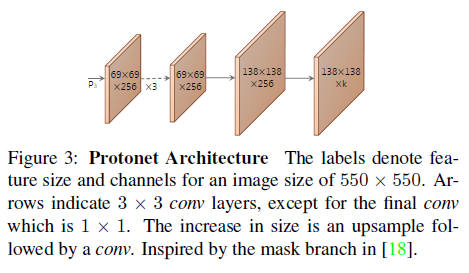 P3
69×69
×256
×3
69×69
×256
138×138
×256
138×138
×k
Figure 3: Protonet Architecture The labels denote fea-
ture size and channels for an image size of 550 × 550. Ar-
rows indicate 3 × 3 conv layers, except for the final conv
which is 1 × 1. The increase in size is an upsample fol-
lowed by a conv. Inspired by the mask branch in [18].